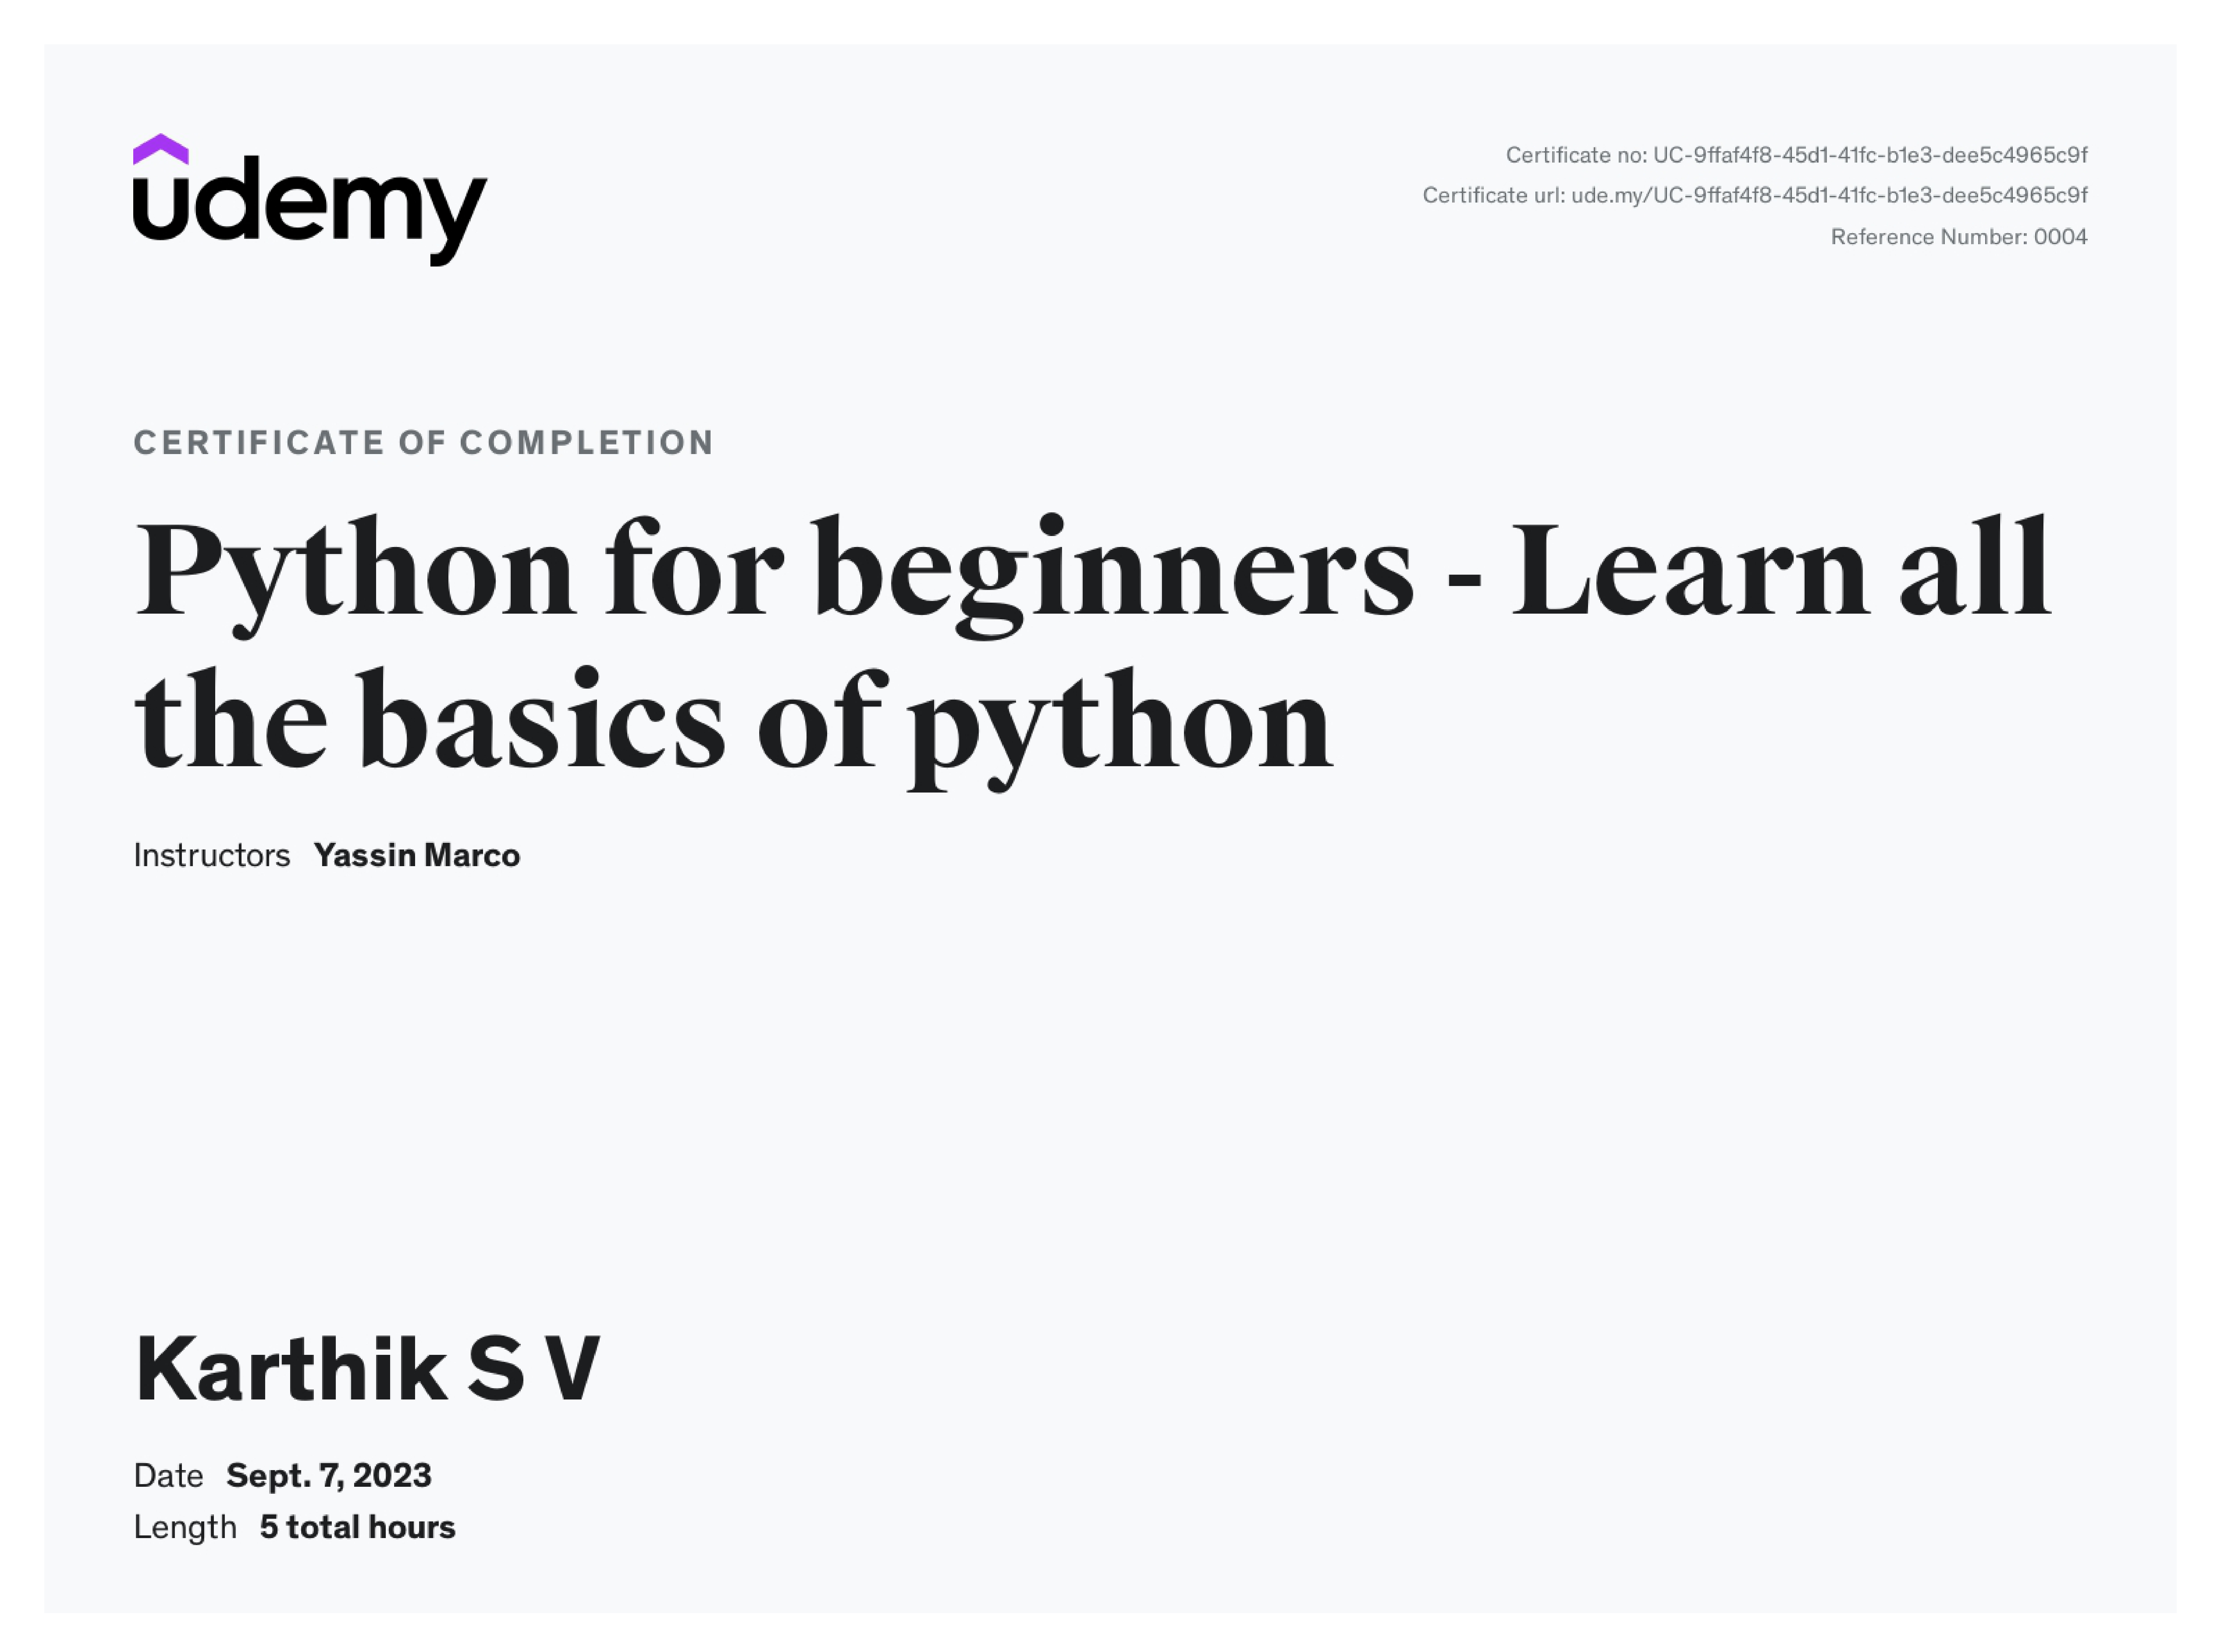 udemy
Certificate no: UC-9ffaf4f8-45d1-41fc-b1e3-dee5c4965c9f
Certificate url: ude.my/UC-9ffaf4f8-45d1-41fc-b1e3-dee5c4965c9f
Reference Number: 0004
CERTIFICATE OF COMPLETION
Python for beginners - Learn all
the basics of python
Instructors Yassin Marco
Karthik S V
Date Sept. 7, 2023
Length 5 total hours